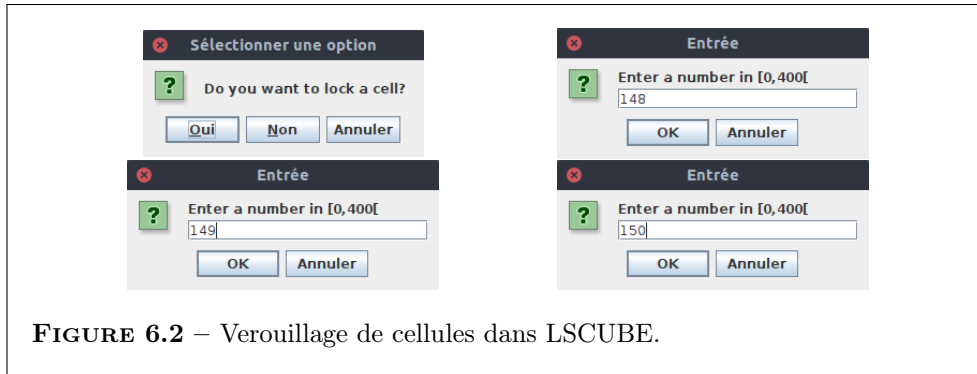 Sélectionner une option
Do you want to lock a cell?
Oui Non Annuler
Entrée
Enter a number in [0,400[
148
OK Annuler
Entrée
Enter a number in [0,400[
149
OK Annuler
Entrée
Enter a number in [0,400[
150
OK Annuler
FIGURE 6.2 – Verouillage de cellules dans LSCUBE.